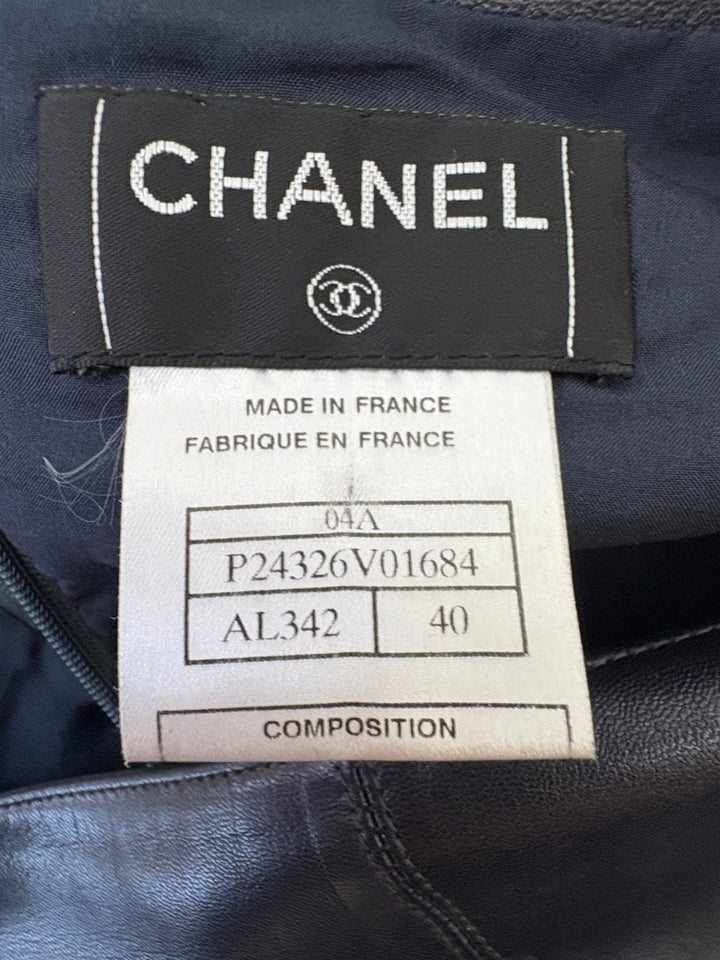 CHANEL
MADE IN FRANCE
FABRIQUE EN FRANCE
04A
P24326V01684
AL342 40
COMPOSITION